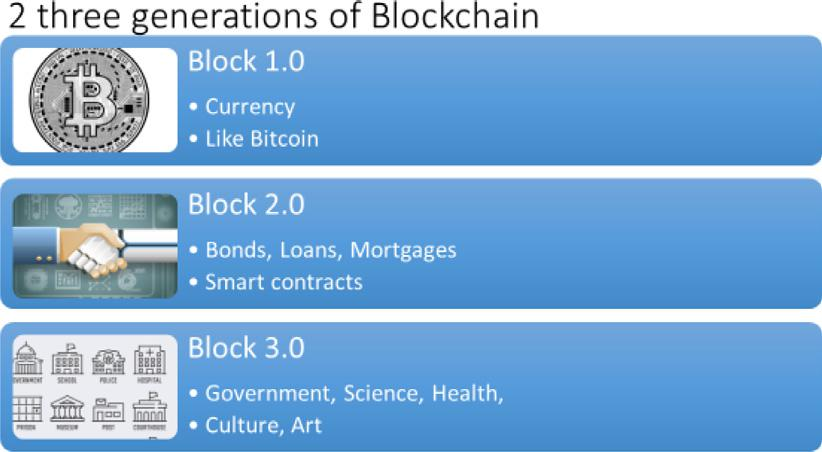 2 three generations of Blockchain
Block 1.0
• Currency
• Like Bitcoin
Block 2.0
• Bonds, Loans, Mortgages
• Smart contracts
Block 3.0
• Government, Science, Health,
• Culture, Art
OVERNMENT SCHOOL POLICE HOSPITAL
PRISON MUSEUM POST COURTHOUSE